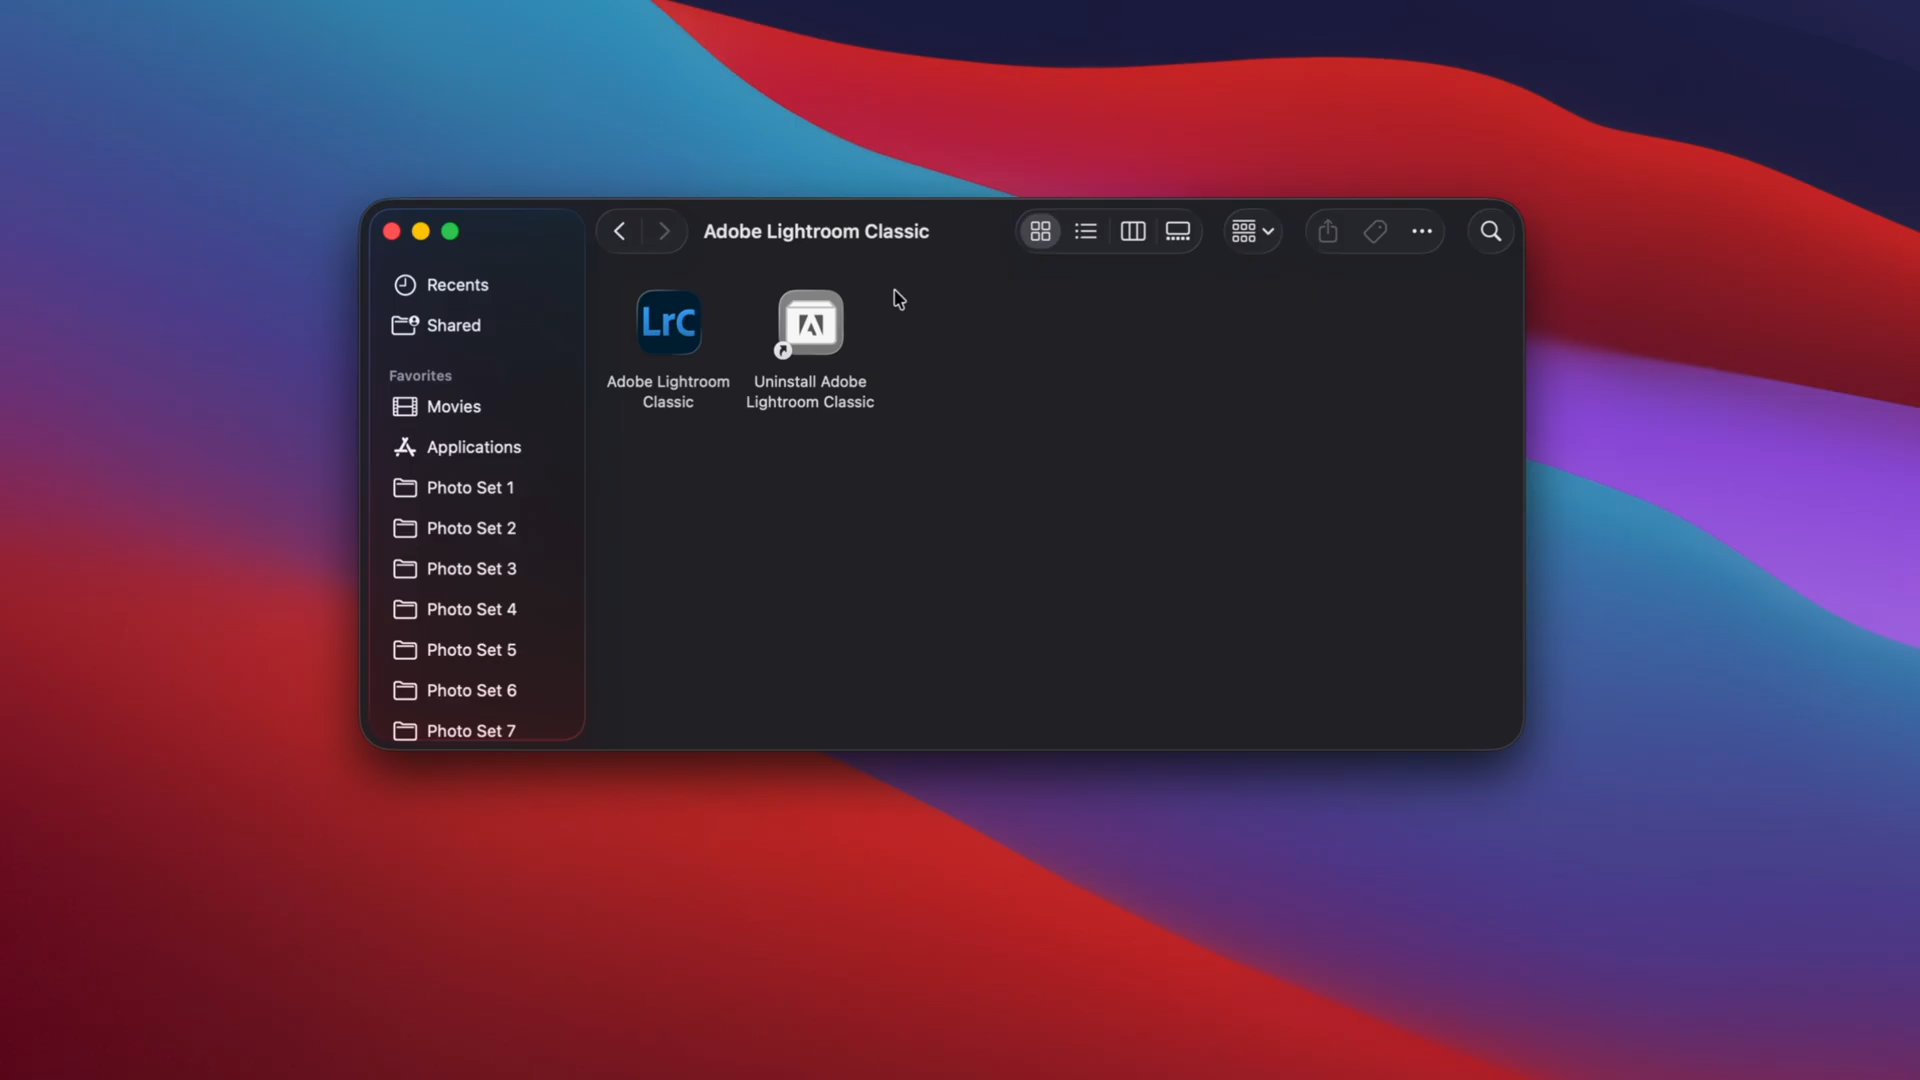 Adobe Lightroom Classic
Recents
Shared
Favorites
Movies
Applications
Photo Set 1
Photo Set 2
Photo Set 3
Photo Set 4
Photo Set 5
Photo Set 6
Photo Set 7
LrC
Adobe Lightroom
Classic
Uninstall Adobe
Lightroom Classic